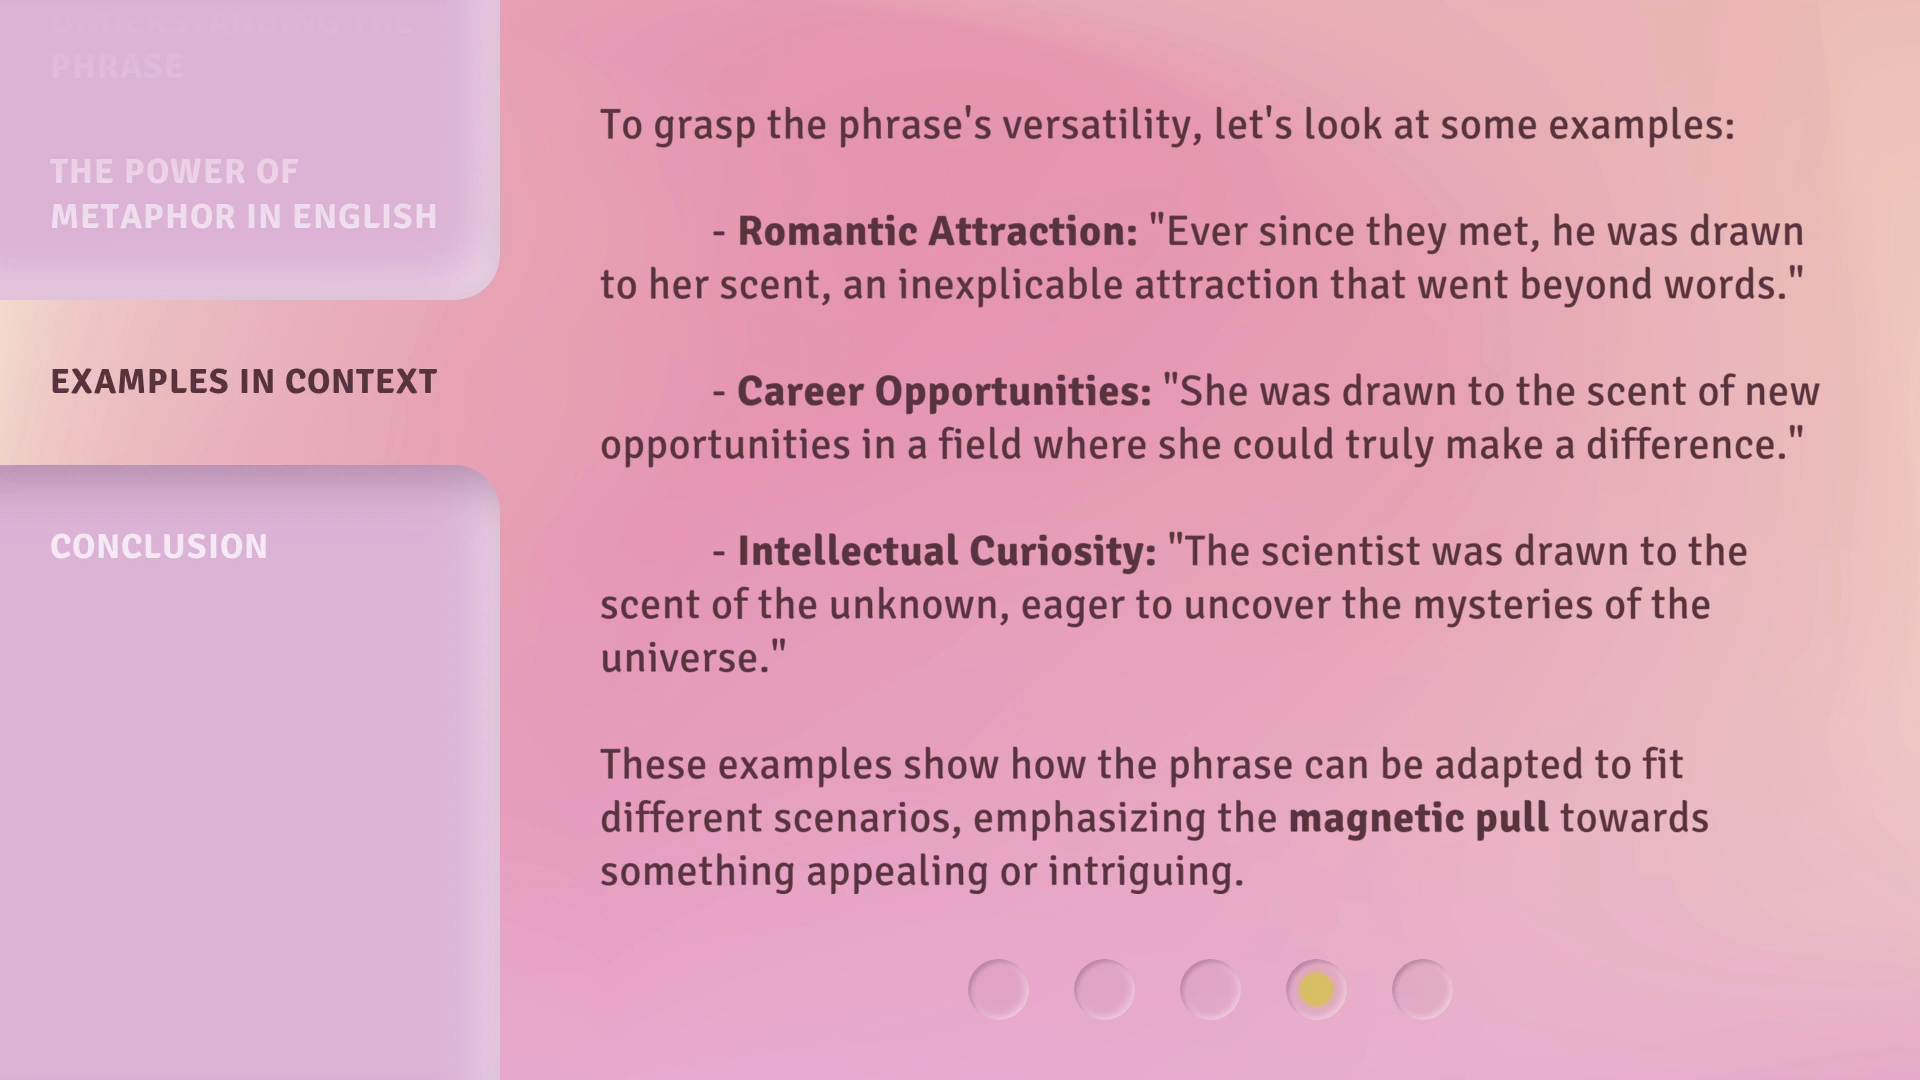 UNDERSTANDING THE
PHRASE
THE POWER OF
METAPHOR IN ENGLISH
EXAMPLES IN CONTEXT
CONCLUSION
To grasp the phrase's versatility, let's look at some examples:
- Romantic Attraction: "Ever since they met, he was drawn
to her scent, an inexplicable attraction that went beyond words."
- Career Opportunities: "She was drawn to the scent of new
opportunities in a field where she could truly make a difference."
- Intellectual Curiosity: "The scientist was drawn to the
scent of the unknown, eager to uncover the mysteries of the
universe."
These examples show how the phrase can be adapted to fit
different scenarios, emphasizing the magnetic pull towards
something appealing or intriguing.